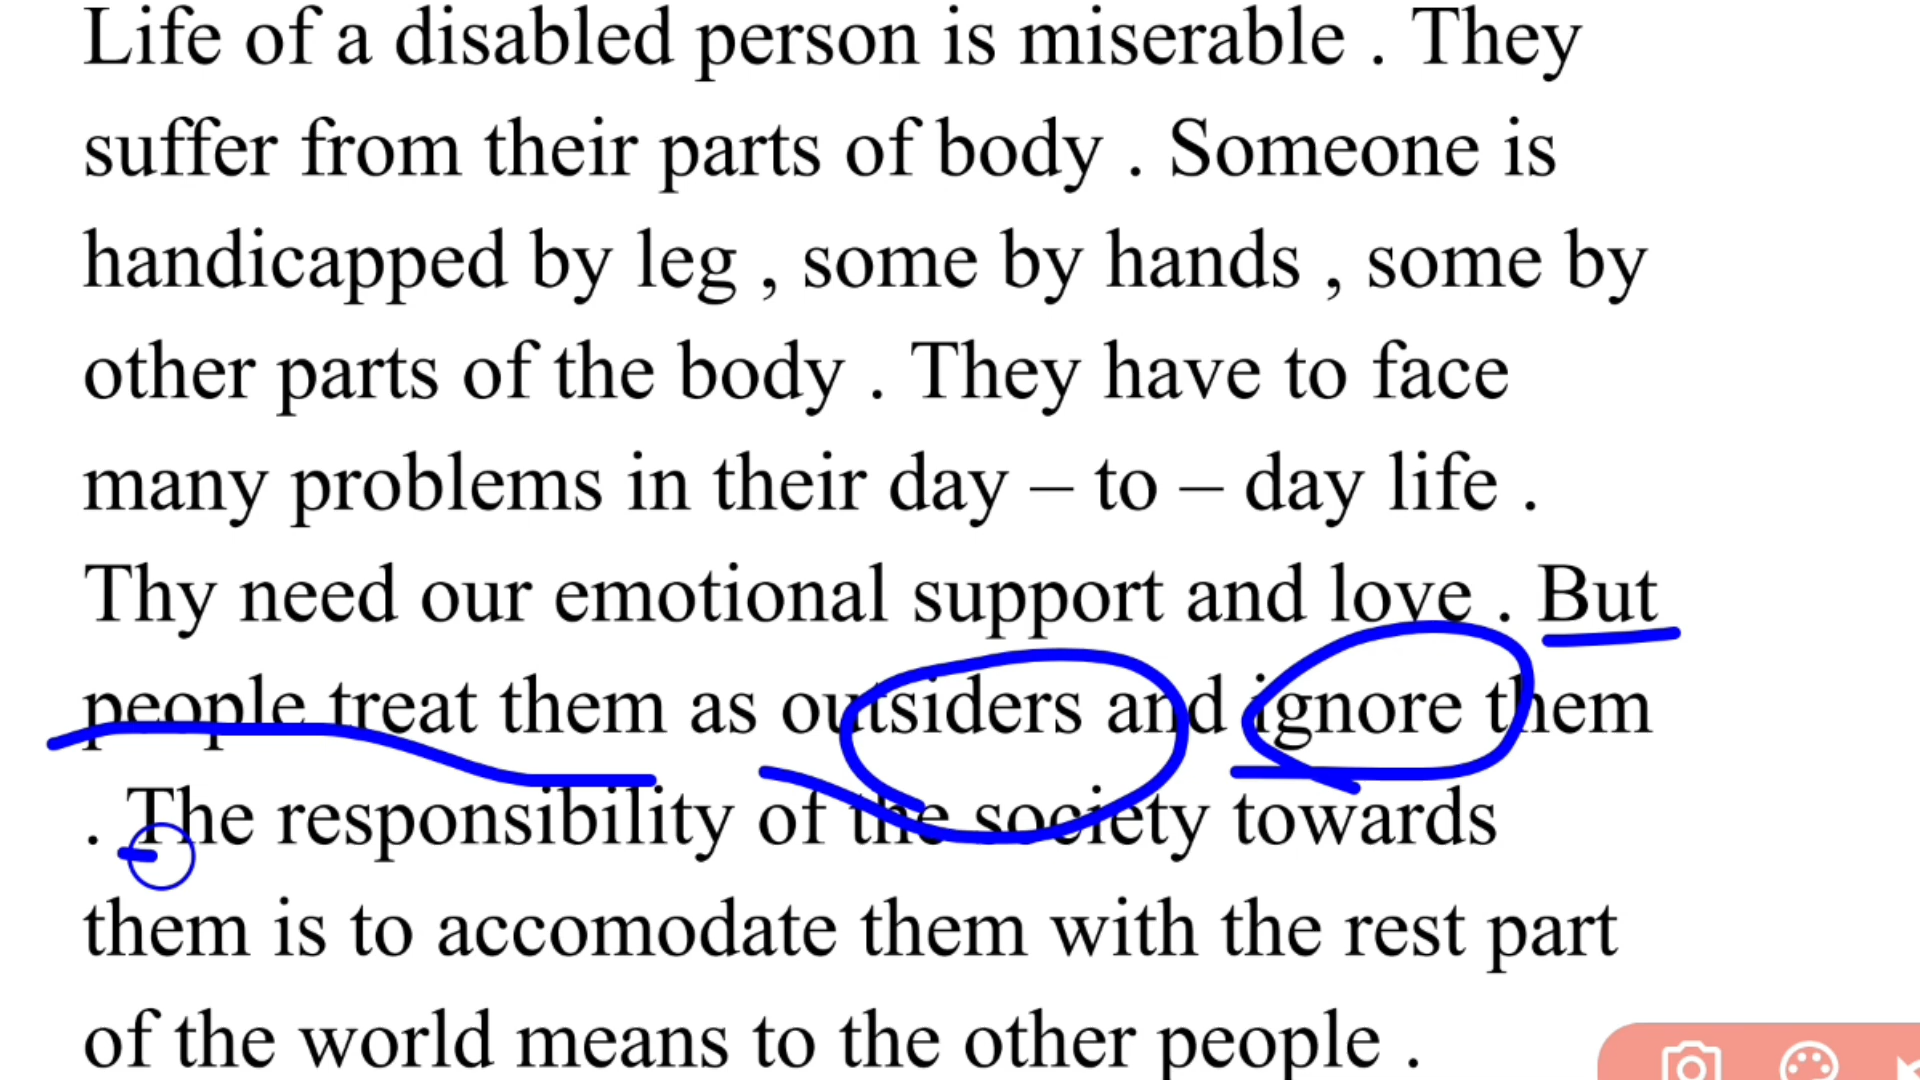 Life of a disabled person is miserable . They
suffer from their parts of body . Someone is
handicapped by leg , some by hands , some by
other parts of the body . They have to face
many problems in their day – to – day life .
Thy need our emotional support and love . But
people treat them as outsiders and ignore them
. The responsibility of the society towards
them is to accomodate them with the rest part
of the world means to the other people .